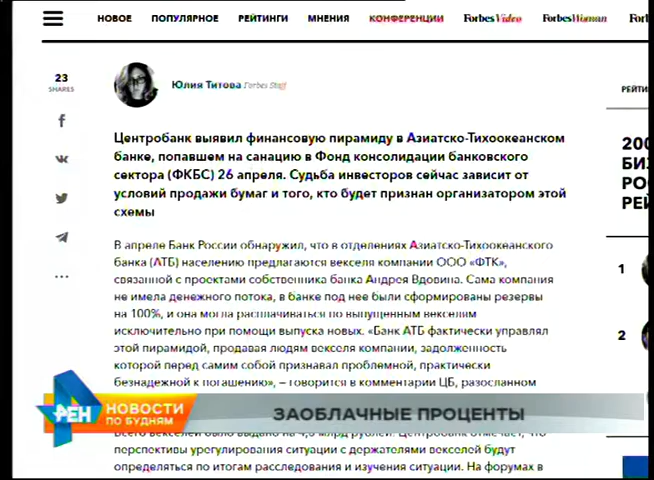 НОВОЕ ПОПУЛЯРНОЕ РЕЙТИНГИ МНЕНИЯ КОНФЕРЕНЦИИ Forbes Video Forbes Woman
23
SHARES
Юлия Титова Forbes Staff
Центробанк выявил финансовую пирамиду в Азиатско-Тихоокеанском
банке, попавшем на санацию в Фонд консолидации банковского
сектора (ФКБС) 26 апреля. Судьба инвесторов сейчас зависит от
условий продажи бумаг и того, кто будет признан организатором этой
схемы
В апреле Банк России обнаружил, что в отделениях Азиатско-Тихоокеанского
банка (АТБ) населению предлагаются векселя компании ООО «ФТК»,
связанной с проектами собственника банка Андрея Вдовина. Сама компания
не имела денежного потока, в банке под нее были сформированы резервы
на 100%, и она могла расплачиваться по выпущенным векселям
исключительно при помощи выпуска новых. «Банк АТБ фактически управлял
этой пирамидой, продавая людям векселя компании, задолженность
которой перед самим собой признавал проблемной, практически
безнадежной к погашению», – говорится в комментарии ЦБ, разосланном
перспективы урегулирования ситуации с держателями векселей будут
определяться по итогам расследования и изучения ситуации. На форумах в
1
2
РЕН НОВОСТИ
ПО БУДНЯМ
ЗАОБЛАЧНЫЕ ПРОЦЕНТЫ